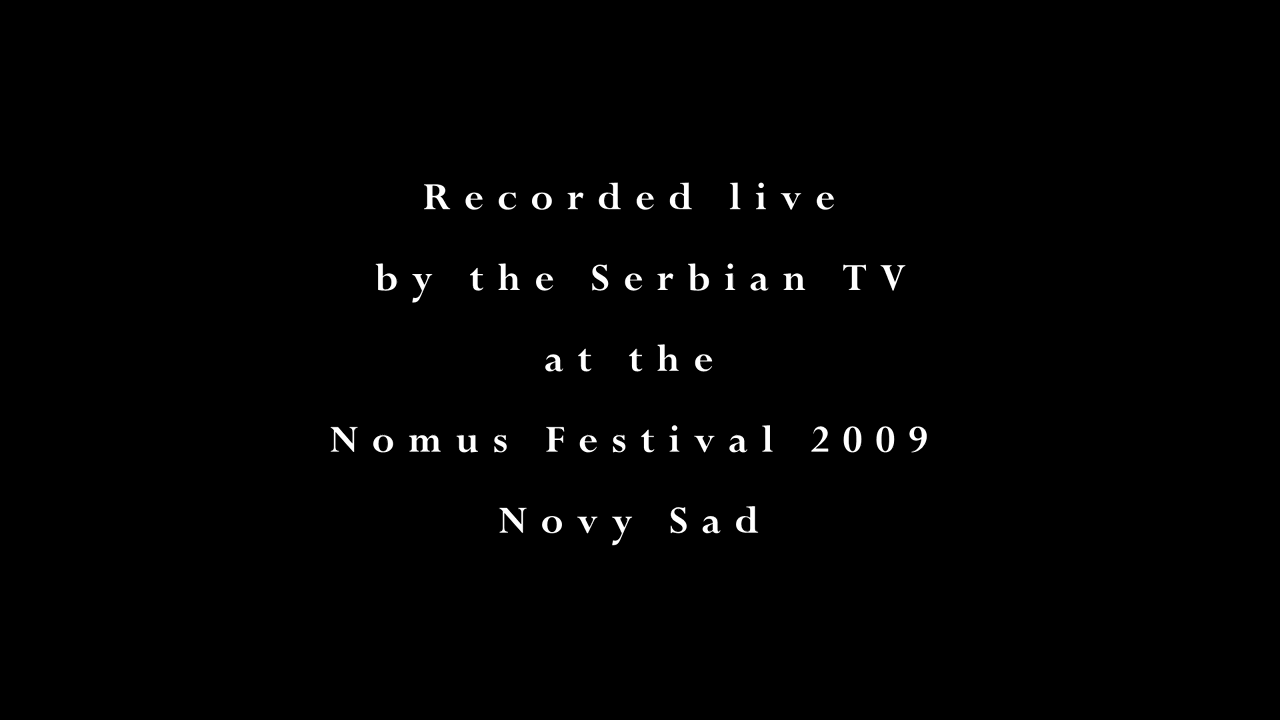 Recorded live
by the Serbian TV
at the
Nomus Festival 2009
Novy Sad